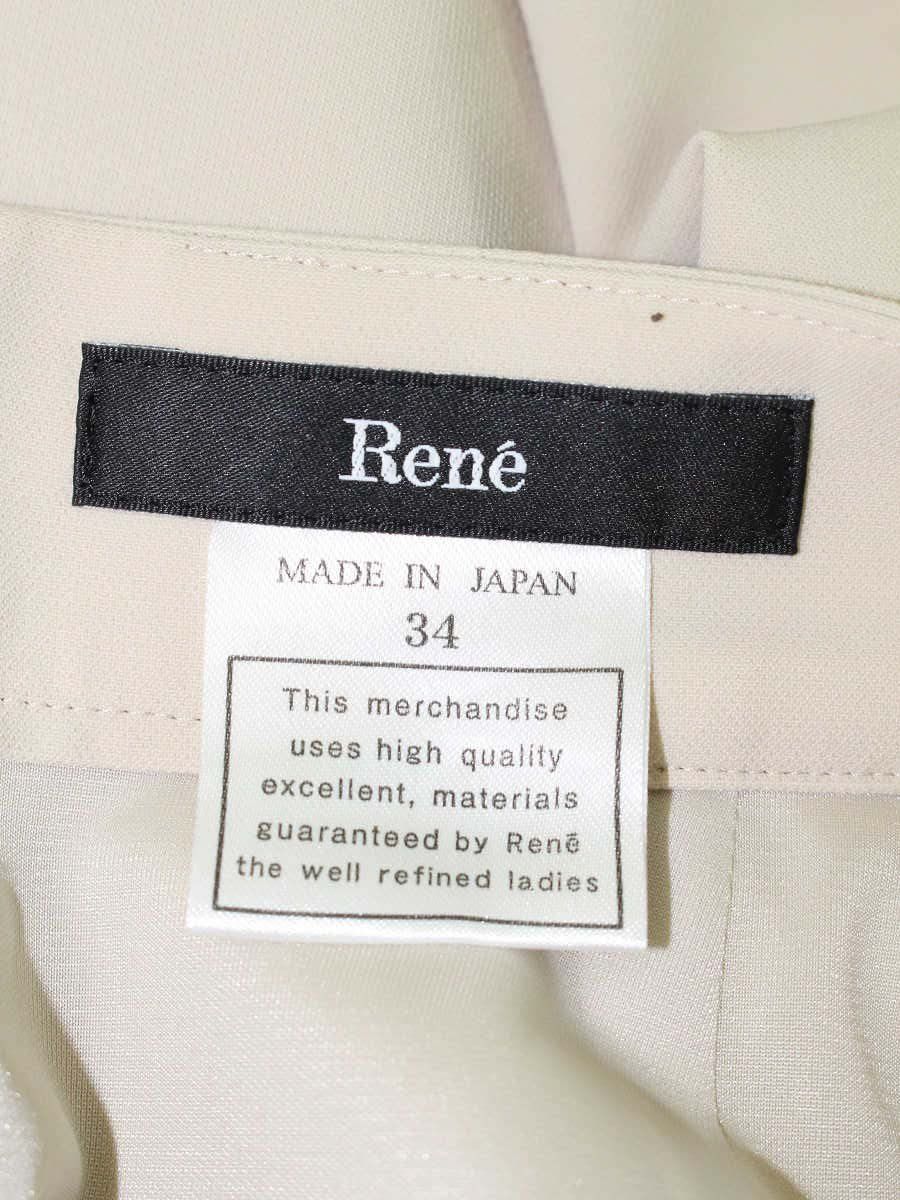 René
MADE IN JAPAN
34
This merchandise
uses high quality
excellent, materials
guaranteed by Renē
the well refined ladies